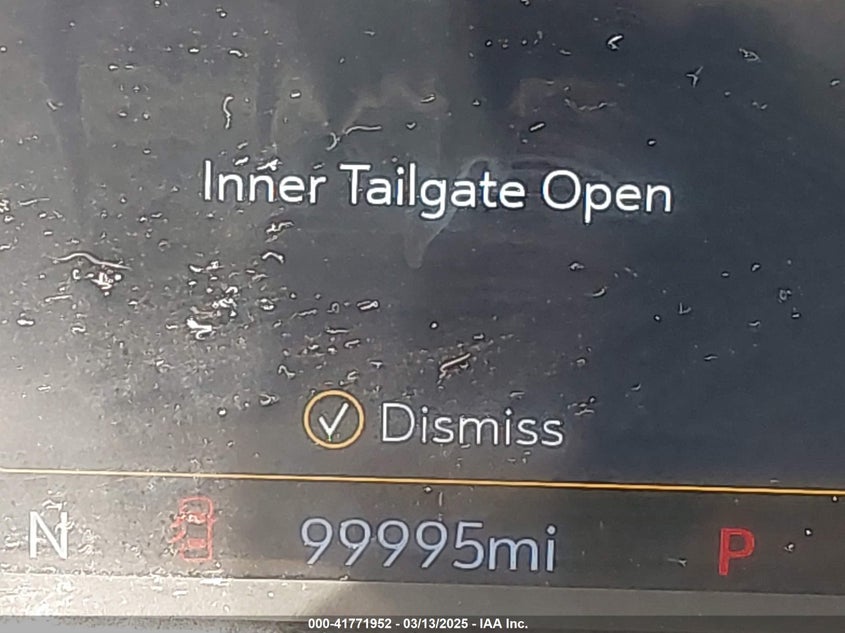 Inner Tailgate Open
Dismiss
N 99995mi P
000-41771952 - 03/13/2025 - IAA Inc.